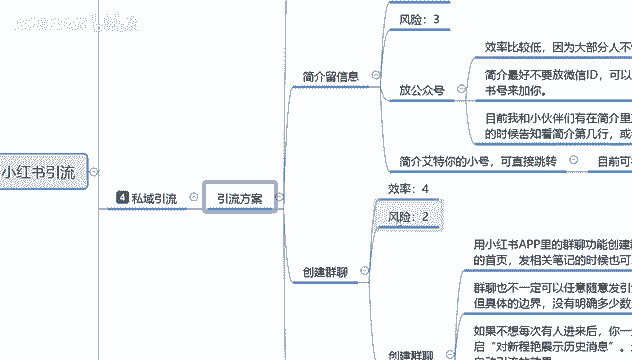 风险：3
效率比较低，因为大部分人不
简介留信息
简介最好不要放微信ID，可以
书号来加你。
放公众号
目前我和小伙伴们有在简介里
的时候告知看简介第几行，或
简介艾特你的小号，可直接跳转
目前可
小红书引流
4 私域引流
引流方案
效率：4
风险：2
用小红书APP里的群聊功能创建群
的首页，发相关笔记的时候也可
创建群聊
群聊也不一定可以任意随意发引
但具体的边界，没有明确多少数
如果不想每次有人进来后，你一
启“对新程艳展示历史消息”。
创建群聊